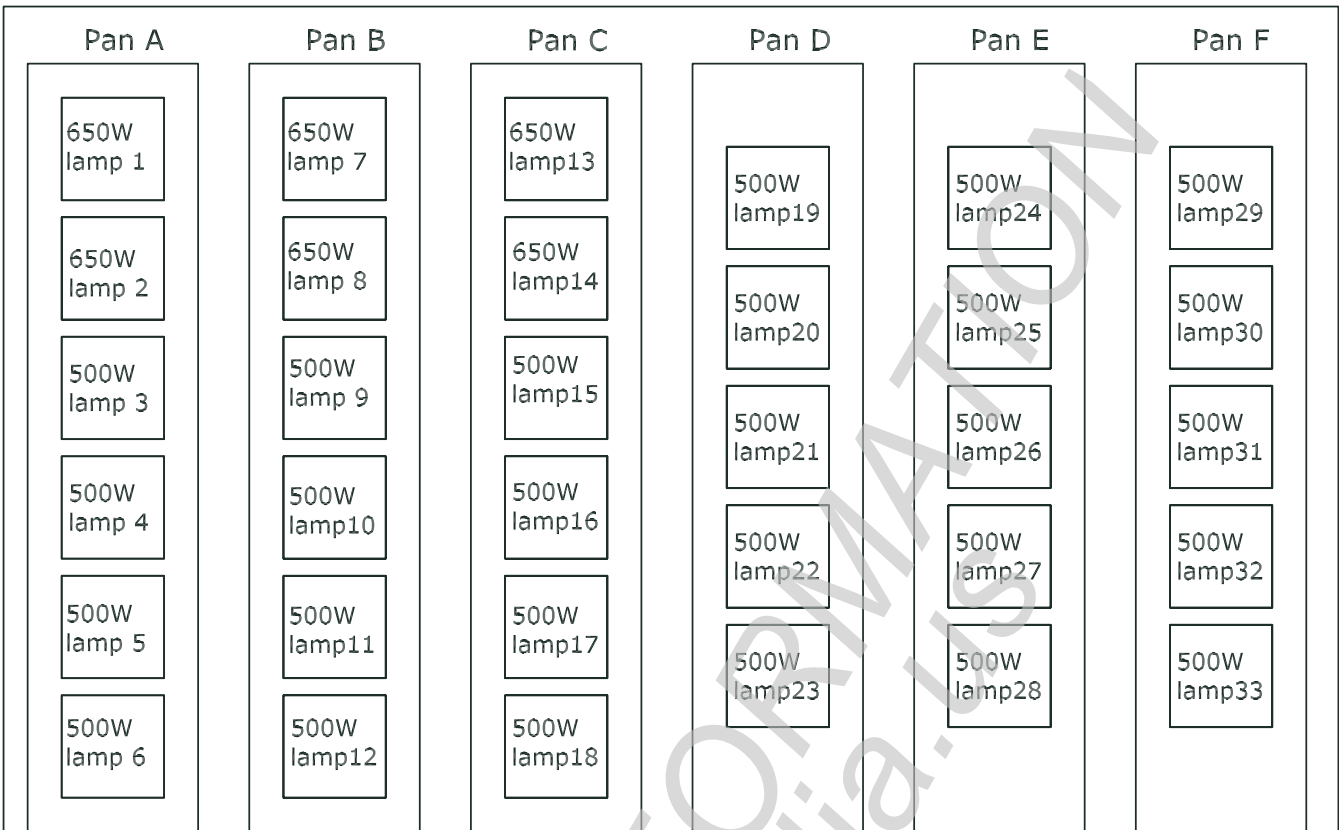 Pan A
Pan B
Pan C
Pan D
Pan E
Pan F
650W
lamp 1
650W
lamp 2
500W
lamp 3
500W
lamp 4
500W
lamp 5
500W
lamp 6
650W
lamp 7
650W
lamp 8
500W
lamp 9
500W
lamp10
500W
lamp11
500W
lamp12
650W
lamp13
650W
lamp14
500W
lamp15
500W
lamp16
500W
lamp17
500W
lamp18
500W
lamp19
500W
lamp20
500W
lamp21
500W
lamp22
500W
lamp23
500W
lamp24
500W
lamp25
500W
lamp26
500W
lamp27
500W
lamp28
500W
lamp29
500W
lamp30
500W
lamp31
500W
lamp32
500W
lamp33